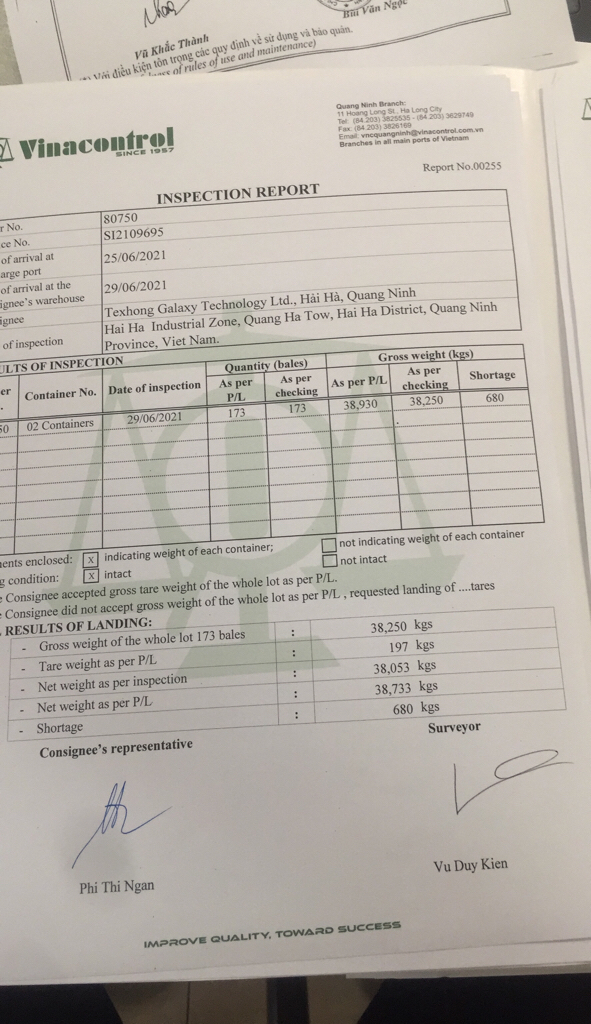 Bùi Văn Ngọc
Vũ Khắc Thành
Với điều kiện tôn trọng các quy định về sử dụng và bảo quản.
of rules of use and maintenance)
Quang Ninh Branch:
11 Hoang Long St., Ha Long City
Tel: (84.203) 3825535 - (84.203) 3629749
Fax: (84.203) 3826169
Email: vncquangninh@vinacontrol.com.vn
Branches in all main ports of Vietnam
Vinacontrol
SINCE 1957
Report No.00255
INSPECTION REPORT
r No. 80750
ce No. SI2109695
of arrival at
arge port 25/06/2021
of arrival at the
ignee's warehouse 29/06/2021
ignee Texhong Galaxy Technology Ltd., Hải Hà, Quang Ninh
of inspection Hai Ha Industrial Zone, Quang Ha Tow, Hai Ha District, Quang Ninh
Province, Viet Nam.
ULTS OF INSPECTION
er Container No. Date of inspection Quantity (bales) Gross weight (kgs)
As per P/L As per checking As per P/L As per checking Shortage
50 02 Containers 29/06/2021 173 173 38,930 38,250 680
ents enclosed: x indicating weight of each container; not indicating weight of each container
g condition: x intact not intact
Consignee accepted gross tare weight of the whole lot as per P/L.
Consignee did not accept gross weight of the whole lot as per P/L , requested landing of ....tares
RESULTS OF LANDING:
- Gross weight of the whole lot 173 bales : 38,250 kgs
- Tare weight as per P/L : 197 kgs
- Net weight as per inspection : 38,053 kgs
- Net weight as per P/L : 38,733 kgs
- Shortage : 680 kgs
Consignee's representative Surveyor
Phi Thi Ngan Vu Duy Kien
IMPROVE QUALITY, TOWARD SUCCESS